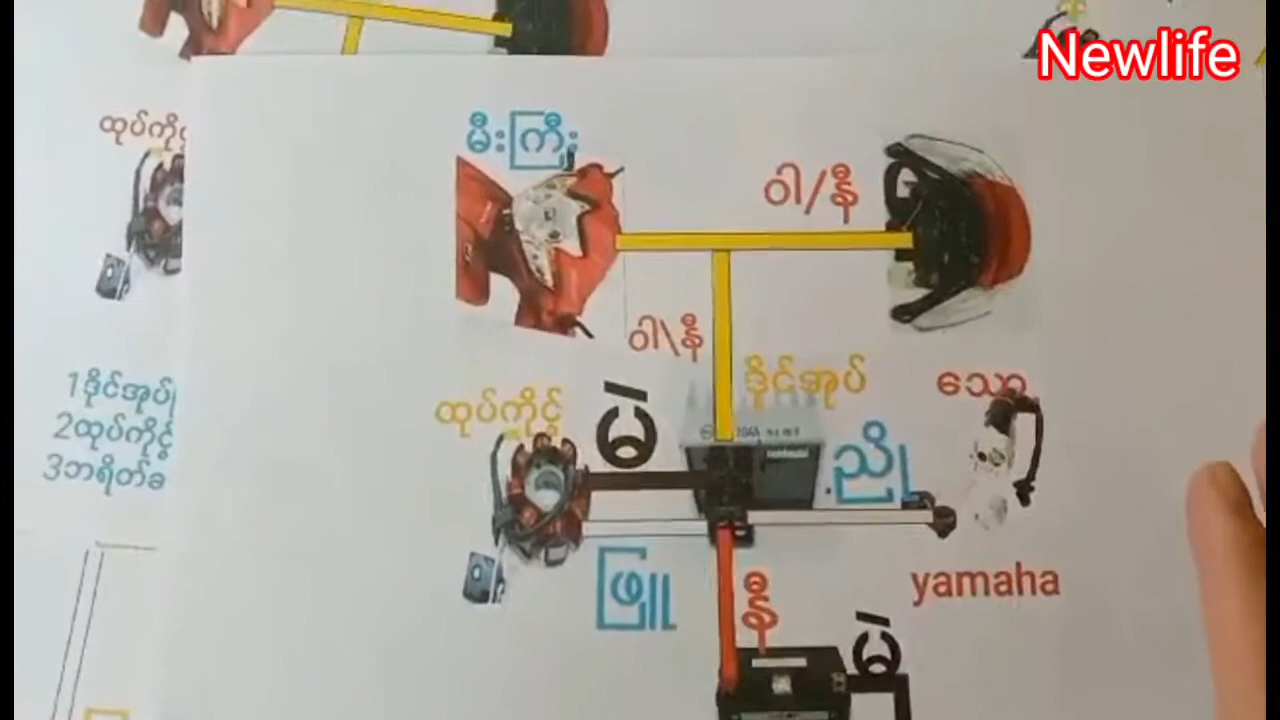 Newlife
ထုပ်ကို
မီးကြီး
ဝါ/နီ
ဝါ\နီ
1ဒိုင်အုပ်
2ထုပ်ကိုင်
3ဘရိတ်ခ
ထုပ်ကိုင်
မဲ
ဒိုင်အုပ်
သော့
ညို
ဖြူ
နီ
yamaha
မဲ